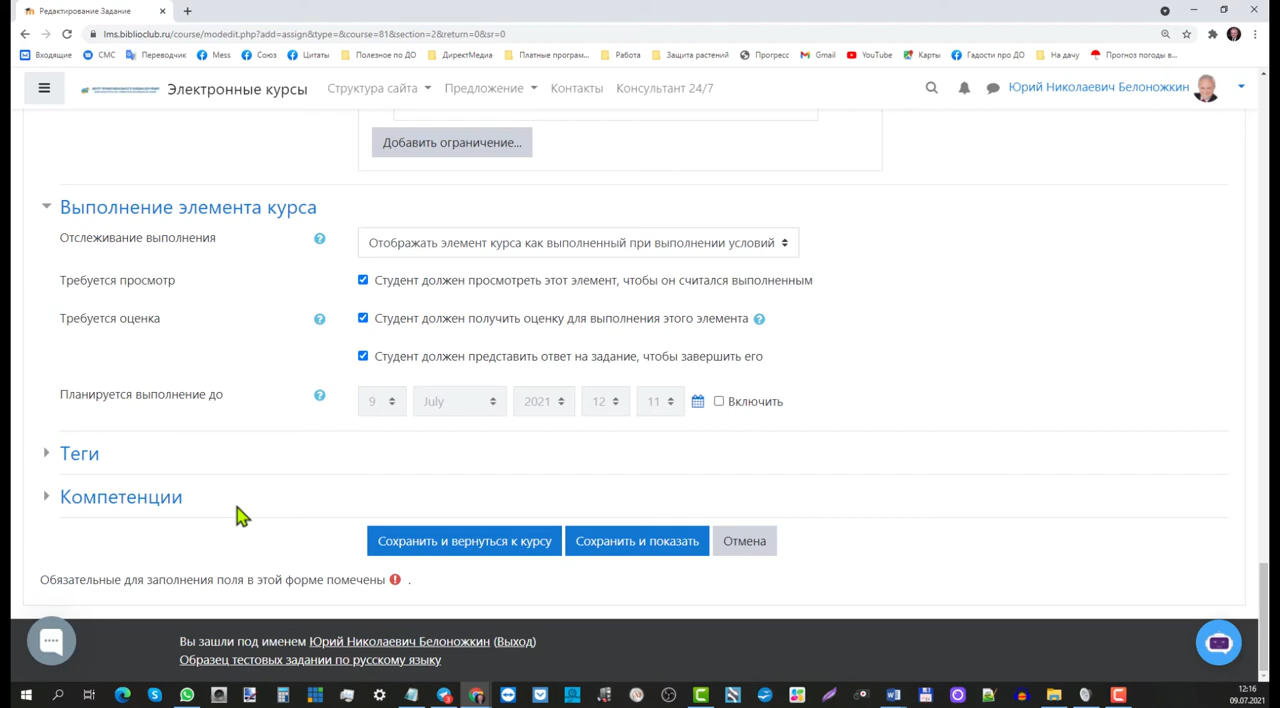 Редактирование Задание
lms.biblioclub.ru/course/modedit.php?add=assign&type=&course=81&section=2&return=0&sr=0
Входящие СМС Переводчик Mess Союз Цитаты Полезное по ДО ДиректМедиа Платные програм... Работа Защита растений Прогресс Gmail YouTube Карты Гадости про ДО На дачу Прогноз погоды в...
Электронные курсы Структура сайта Предложение Контакты Консультант 24/7 Юрий Николаевич Белоножкин
Добавить ограничение...
Выполнение элемента курса
Отслеживание выполнения Отображать элемент курса как выполненный при выполнении условий
Требуется просмотр Студент должен просмотреть этот элемент, чтобы он считался выполненным
Требуется оценка Студент должен получить оценку для выполнения этого элемента
Студент должен представить ответ на задание, чтобы завершить его
Планируется выполнение до 9 July 2021 12 11 Включить
Теги
Компетенции
Сохранить и вернуться к курсу Сохранить и показать Отмена
Обязательные для заполнения поля в этой форме помечены .
Вы зашли под именем Юрий Николаевич Белоножкин (Выход)
Образец тестовых задании по русскому языку
12:16
09.07.2021